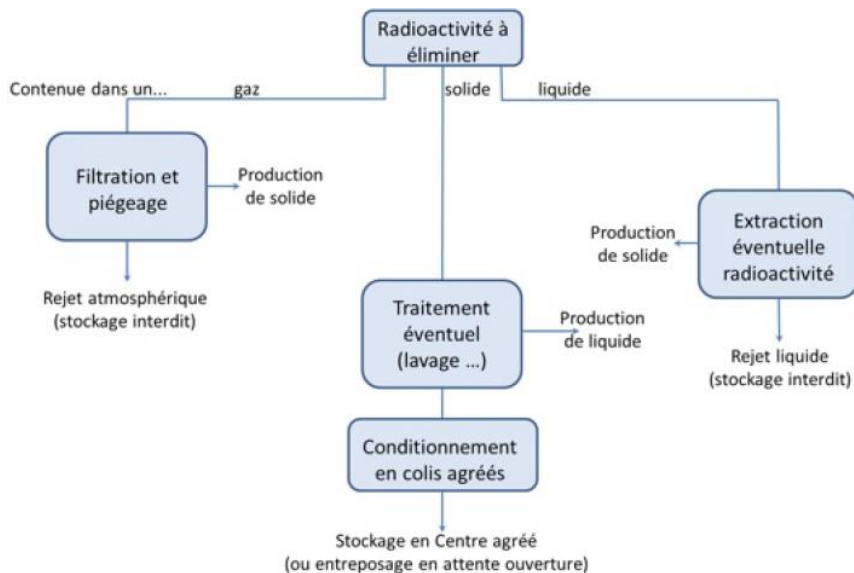 Radioactivité à
éliminer
Contenue dans un...
gaz
solide
liquide
Filtration et
piégeage
Production
de solide
Rejet atmosphérique
(stockage interdit)
Traitement
éventuel
(lavage ...)
Production
de liquide
Conditionnement
en colis agréés
Stockage en Centre agréé
(ou entreposage en attente ouverture)
Production
de solide
Extraction
éventuelle
radioactivité
Rejet liquide
(stockage interdit)